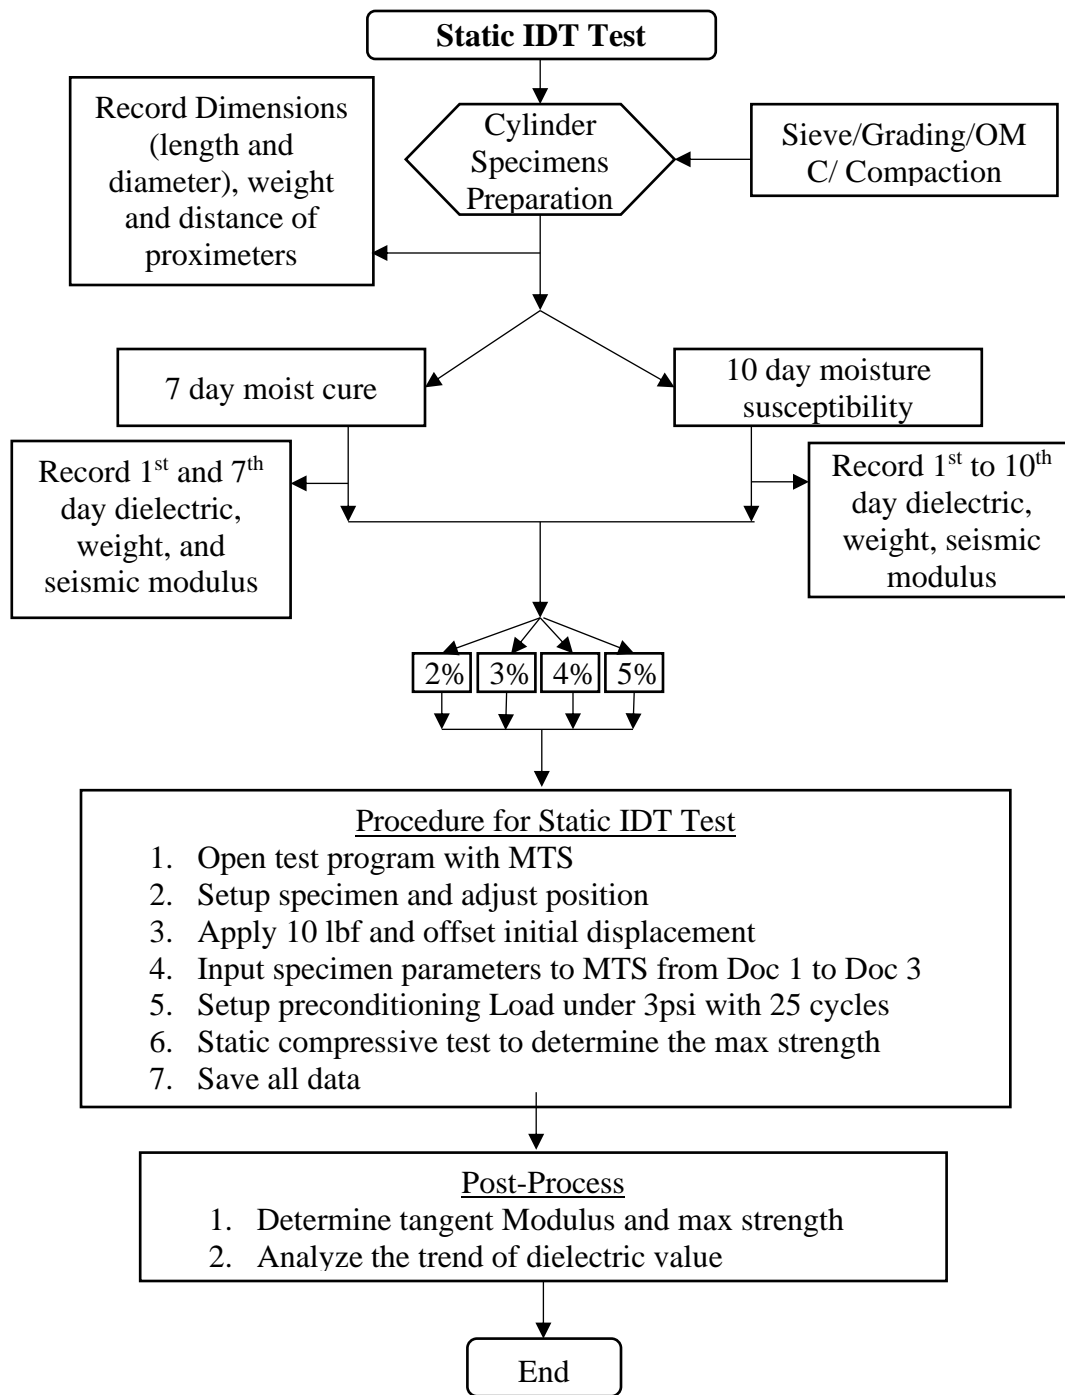 Static IDT Test
Record Dimensions
(length and
diameter), weight
and distance of
proximeters
Cylinder
Specimens
Preparation
Sieve/Grading/OM
C/ Compaction
7 day moist cure
10 day moisture
susceptibility
Record 1st and 7th
day dielectric,
weight, and
seismic modulus
Record 1st to 10th
day dielectric,
weight, seismic
modulus
2%
3%
4%
5%
Procedure for Static IDT Test
1. Open test program with MTS
2. Setup specimen and adjust position
3. Apply 10 lbf and offset initial displacement
4. Input specimen parameters to MTS from Doc 1 to Doc 3
5. Setup preconditioning Load under 3psi with 25 cycles
6. Static compressive test to determine the max strength
7. Save all data
Post-Process
1. Determine tangent Modulus and max strength
2. Analyze the trend of dielectric value
End